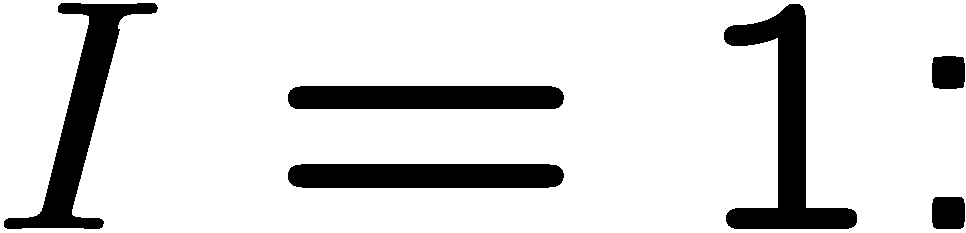 I = 1: